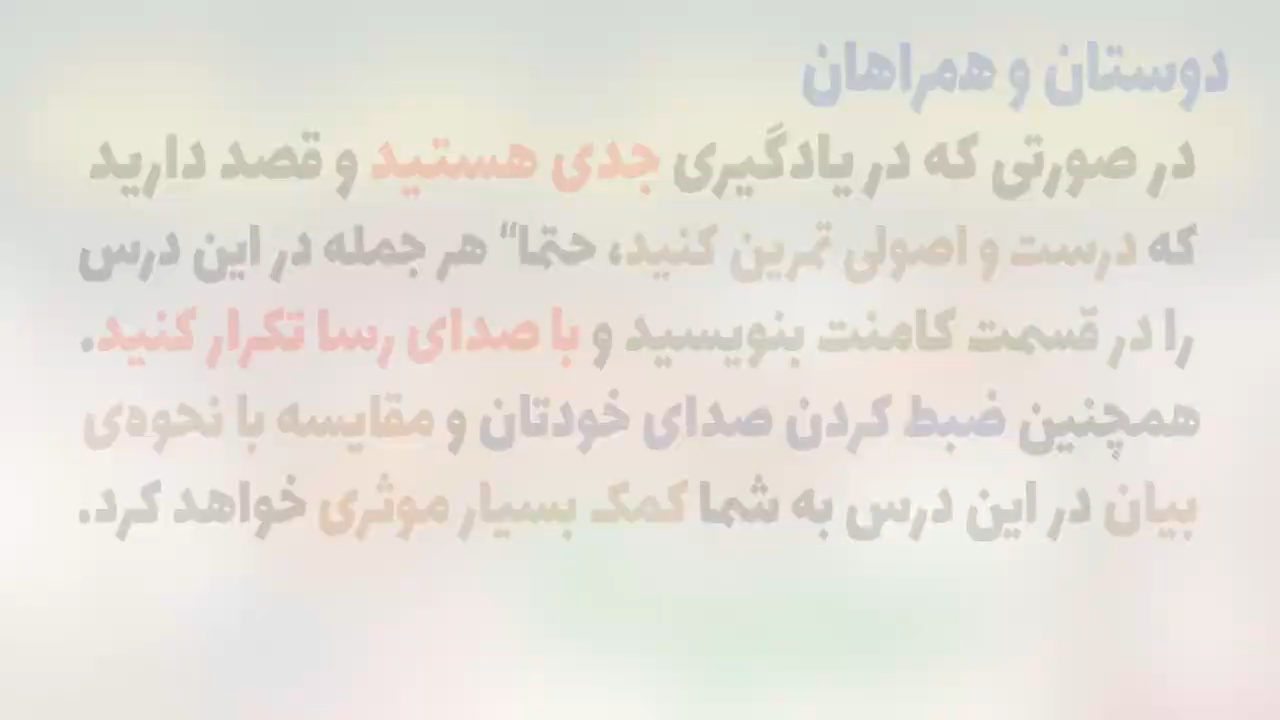 دوستان و همراهان
در صورتی که در یادگیری جدی هستید و قصد دارید
که درست و اصولی تمرین کنید، حتما“ هر جمله در این درس
را در قسمت کامنت بنویسید و با صدای رسا تکرار کنید.
همچنین ضبط کردن صدای خودتان و مقایسه با نحوه‌ی
بیان در این درس به شما کمک بسیار موثری خواهد کرد.